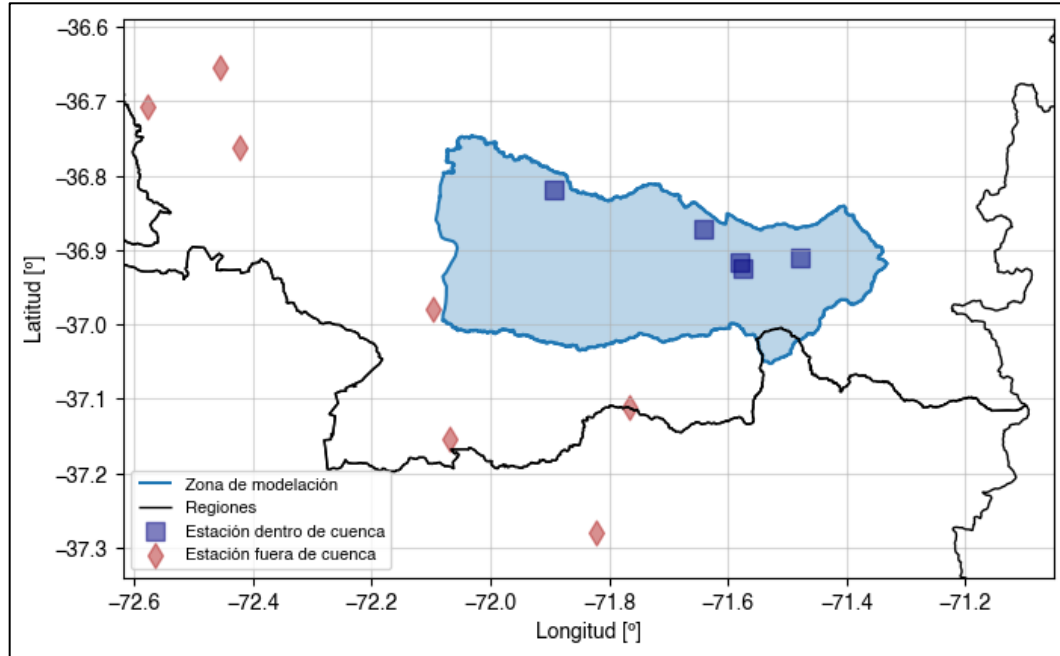 −36.6
−36.7
−36.8
−36.9
−37.0
−37.1
−37.2
−37.3
Latitud [º]
Zona de modelación
Regiones
Estación dentro de cuenca
Estación fuera de cuenca
−72.6 −72.4 −72.2 −72.0 −71.8 −71.6 −71.4 −71.2
Longitud [º]